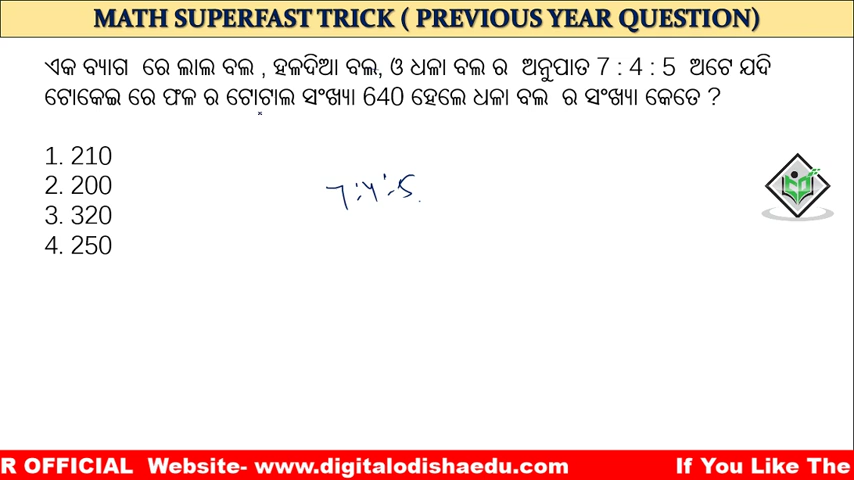 MATH SUPERFAST TRICK ( PREVIOUS YEAR QUESTION)
ଏକ ବ୍ୟାଗ ରେ ଲାଲ ବଲ , ହଳଦିଆ ବଲ, ଓ ଧଳା ବଲ ର ଅନୁପାତ 7 : 4 : 5 ଅଟେ ଯଦି
ଟୋକେଇ ରେ ଫଳ ର ଟୋଟାଲ ସଂଖ୍ୟା 640 ହେଲେ ଧଳା ବଲ ର ସଂଖ୍ୟା କେତେ ?
1. 210
2. 200
3. 320
4. 250
7:4:5
R OFFICIAL Website- www.digitalodishaedu.com If You Like The